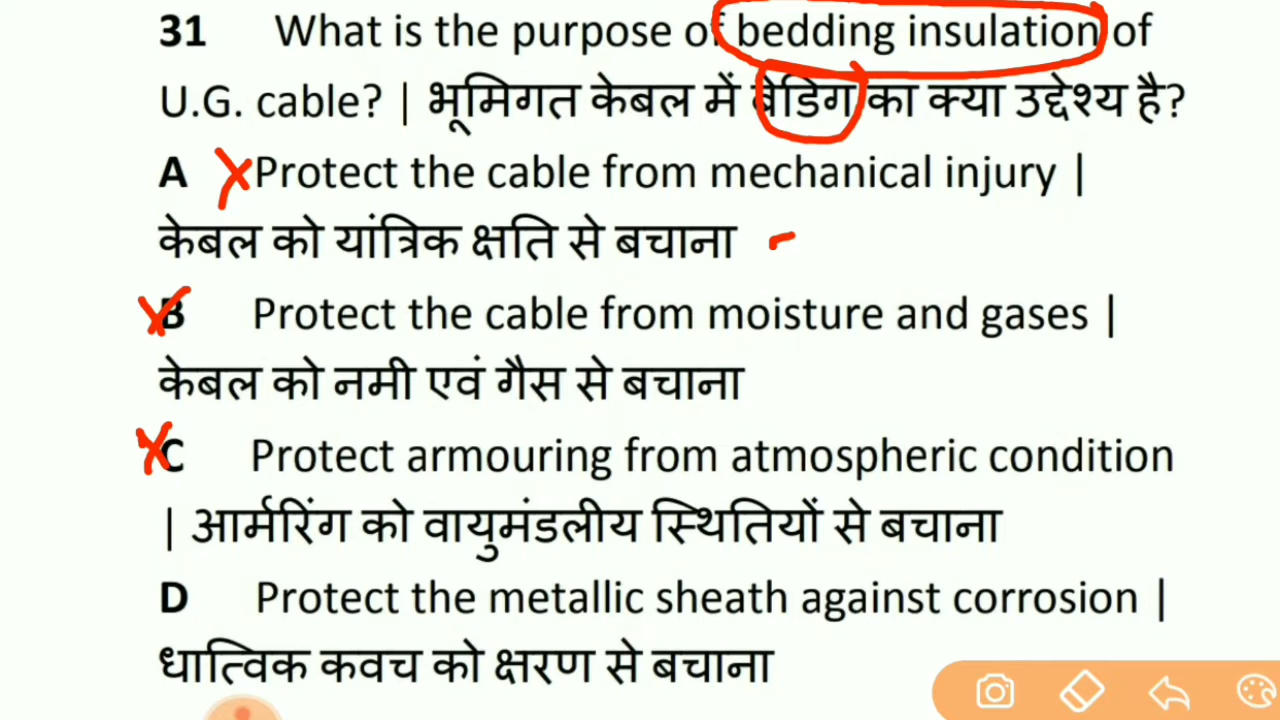 31 What is the purpose of bedding insulation of
U.G. cable? | भूमिगत केबल में बेडिंग का क्या उद्देश्य है?
A Protect the cable from mechanical injury |
केबल को यांत्रिक क्षति से बचाना
B Protect the cable from moisture and gases |
केबल को नमी एवं गैस से बचाना
C Protect armouring from atmospheric condition
| आर्मरिंग को वायुमंडलीय स्थितियों से बचाना
D Protect the metallic sheath against corrosion |
धात्विक कवच को क्षरण से बचाना